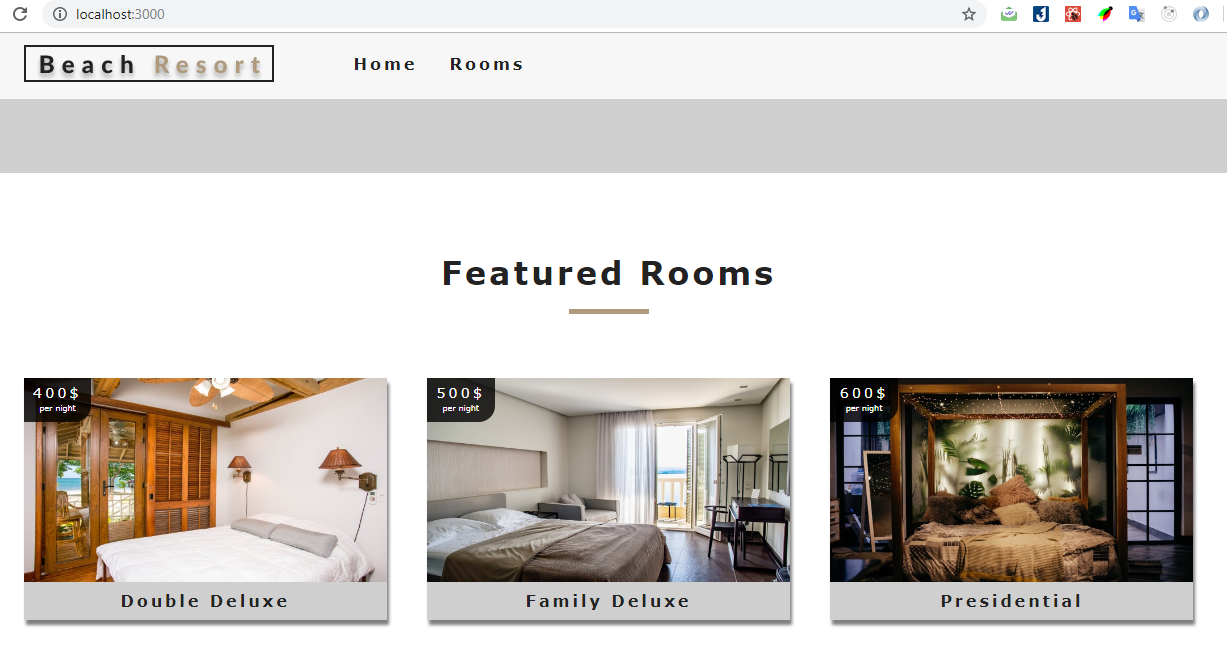 localhost:3000
Beach Resort
Home Rooms
Featured Rooms
400$
per night
500$
per night
600$
per night
Double Deluxe
Family Deluxe
Presidential